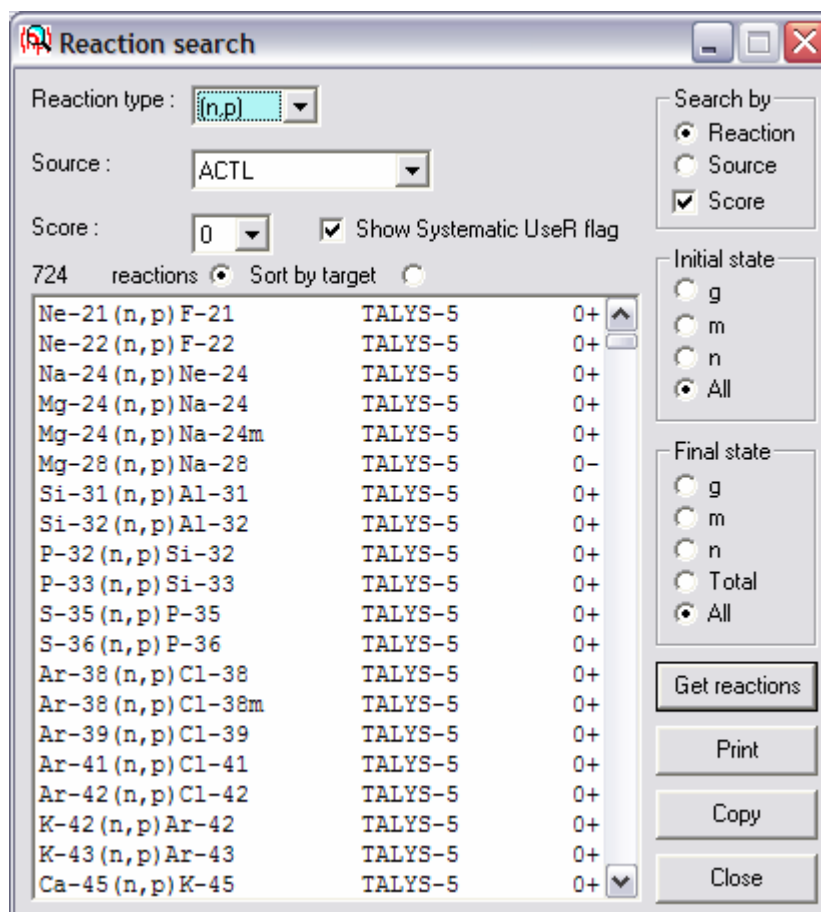 Reaction search
Reaction type : (n,p)
Source : ACTL
Score : 0 Show Systematic UseR flag
724 reactions Sort by target
Ne-21(n,p)F-21 TALYS-5 0+
Ne-22(n,p)F-22 TALYS-5 0+
Na-24(n,p)Ne-24 TALYS-5 0+
Mg-24(n,p)Na-24 TALYS-5 0+
Mg-24(n,p)Na-24m TALYS-5 0+
Mg-28(n,p)Na-28 TALYS-5 0-
Si-31(n,p)Al-31 TALYS-5 0+
Si-32(n,p)Al-32 TALYS-5 0+
P-32(n,p)Si-32 TALYS-5 0+
P-33(n,p)Si-33 TALYS-5 0+
S-35(n,p)P-35 TALYS-5 0+
S-36(n,p)P-36 TALYS-5 0+
Ar-38(n,p)Cl-38 TALYS-5 0+
Ar-38(n,p)Cl-38m TALYS-5 0+
Ar-39(n,p)Cl-39 TALYS-5 0+
Ar-41(n,p)Cl-41 TALYS-5 0+
Ar-42(n,p)Cl-42 TALYS-5 0+
K-42(n,p)Ar-42 TALYS-5 0+
K-43(n,p)Ar-43 TALYS-5 0+
Ca-45(n,p)K-45 TALYS-5 0+
Search by
Reaction
Source
Score
Initial state
g
m
n
All
Final state
g
m
n
Total
All
Get reactions
Print
Copy
Close